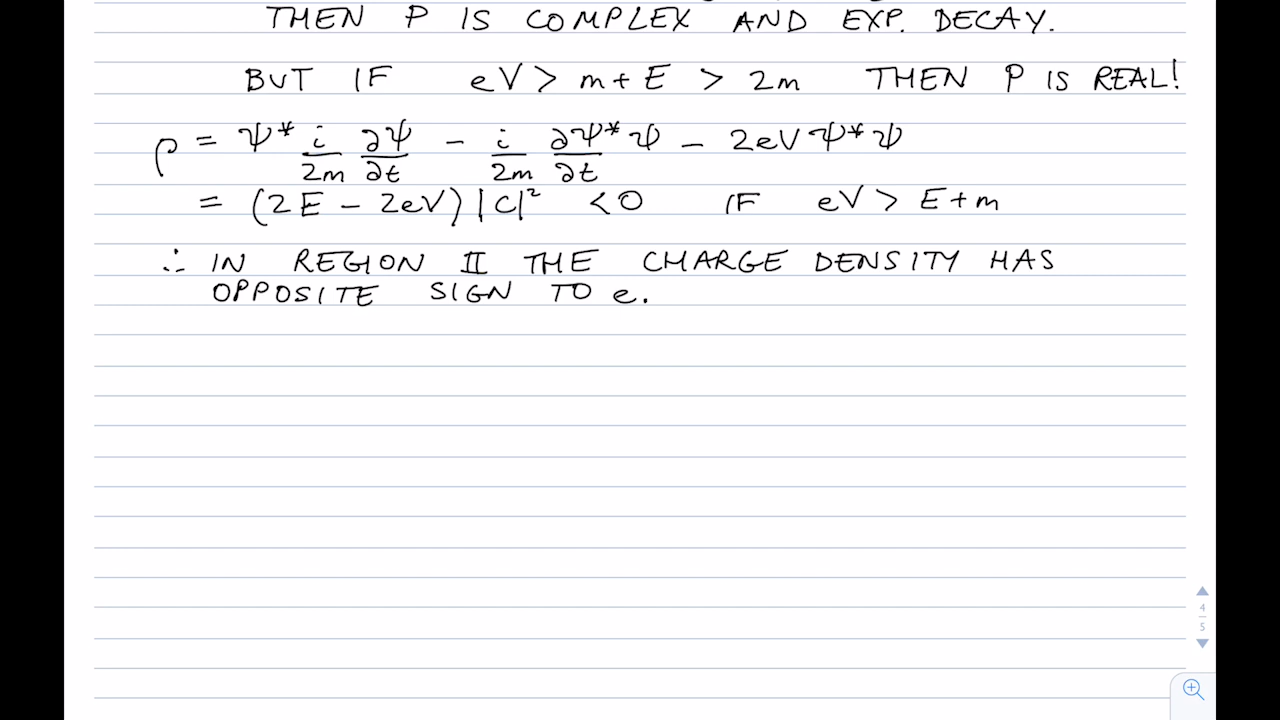 THEN P IS COMPLEX AND EXP. DECAY.
BUT IF eV > m + E > 2m THEN P IS REAL!
ρ = ψ* i/2m ∂ψ/∂t - i/2m ∂ψ*/∂t ψ - 2eVψ*ψ
= (2E - 2eV)|C|² <0 IF eV > E+m
∴ IN REGION II THE CHARGE DENSITY HAS
OPPOSITE SIGN TO e.
4
5